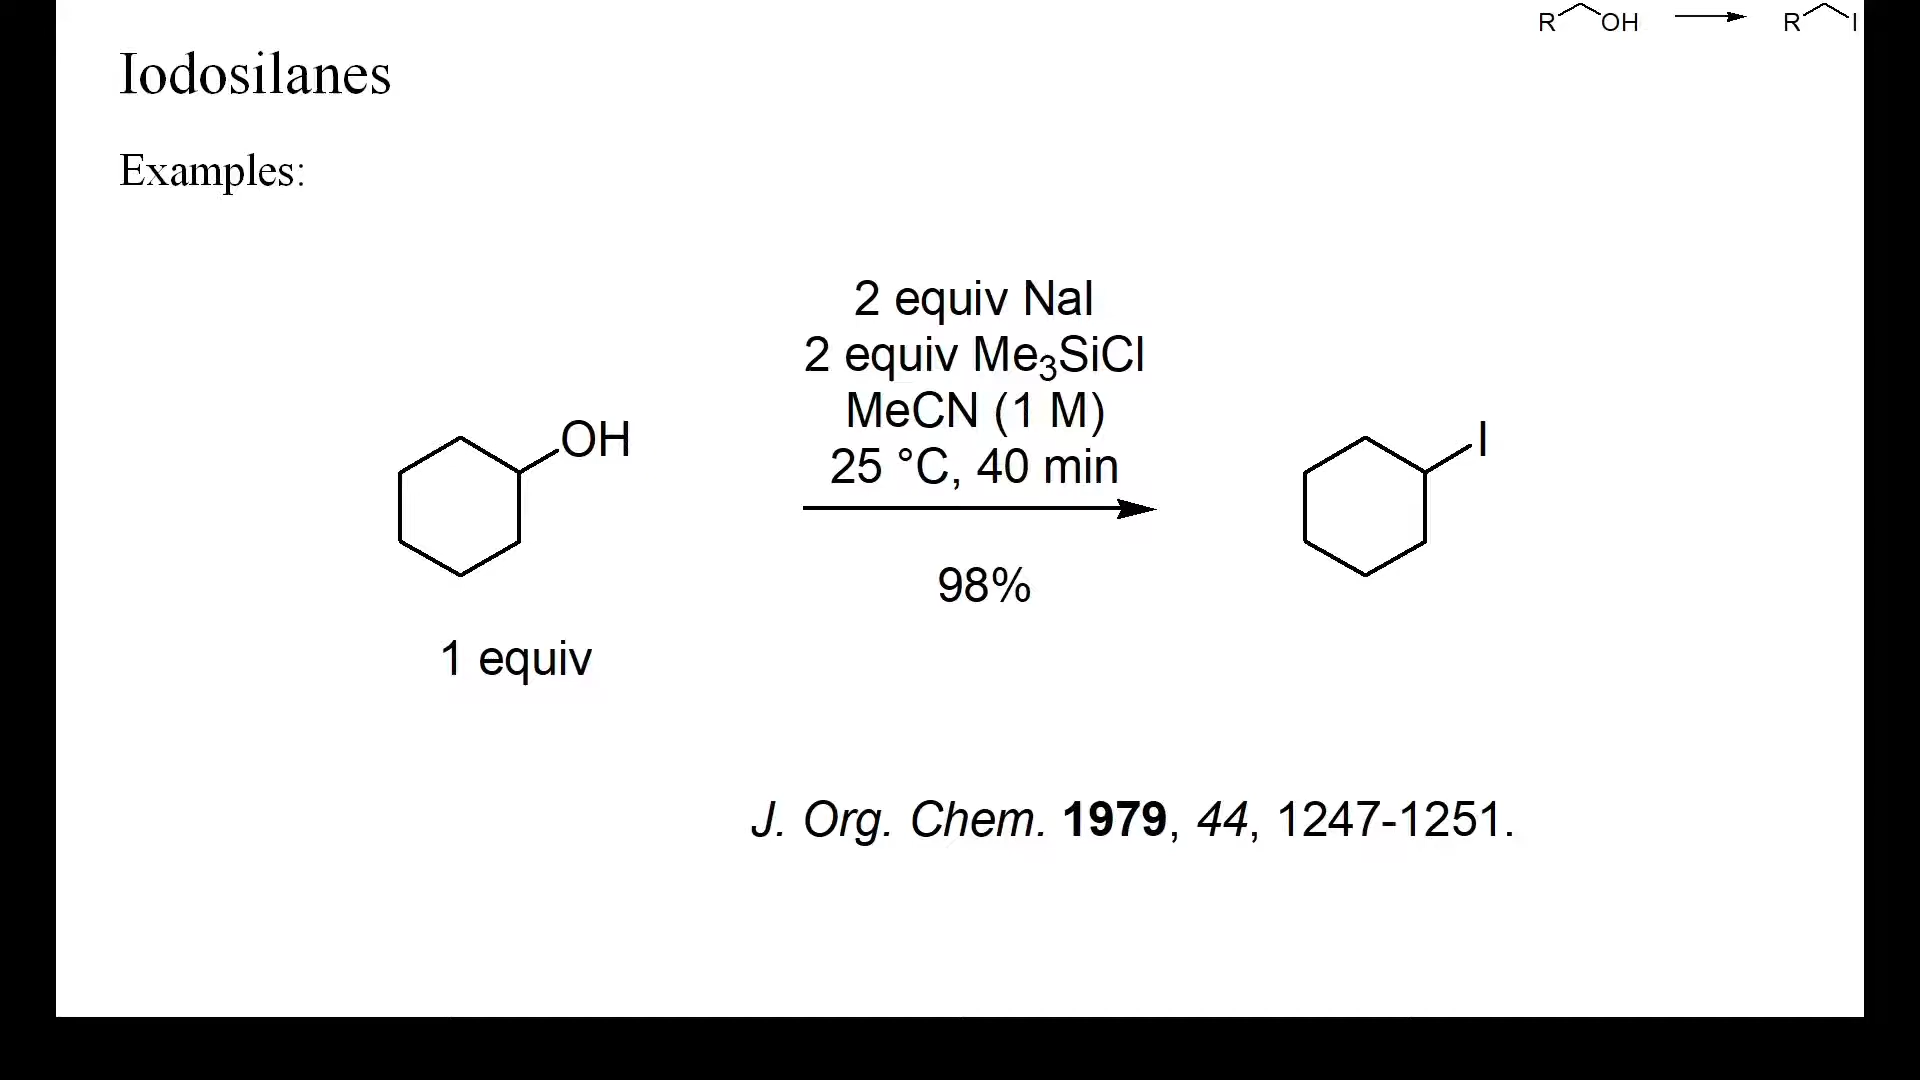 R OH R I
Iodosilanes
Examples:
2 equiv NaI
2 equiv Me₃SiCl
MeCN (1 M)
25 °C, 40 min
OH
I
98%
1 equiv
J. Org. Chem. 1979, 44, 1247-1251.